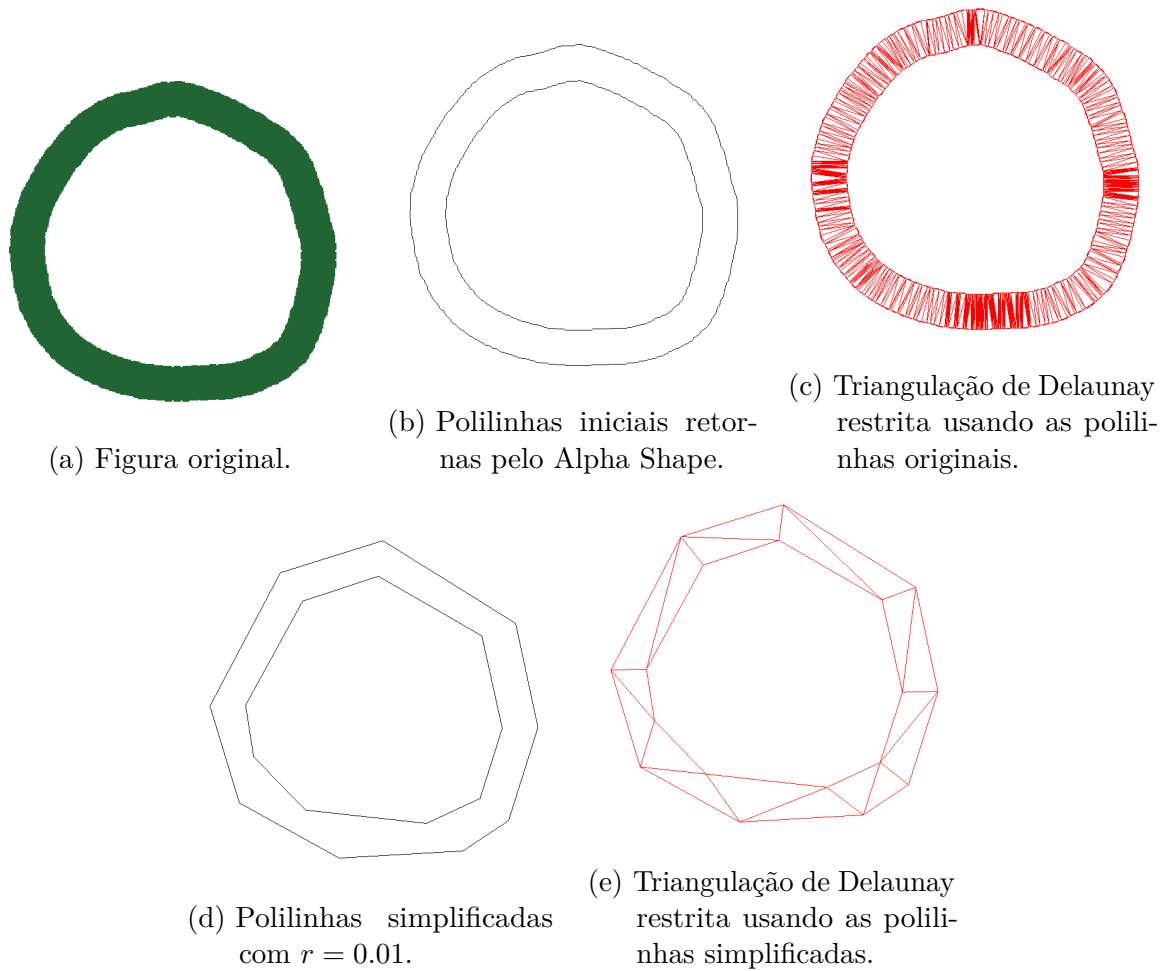 (a) Figura original.
(b) Polilinhas iniciais retor-
nas pelo Alpha Shape.
(c) Triangulação de Delaunay
restrita usando as polili-
nhas originais.
(d) Polilinhas simplificadas
com r = 0.01.
(e) Triangulação de Delaunay
restrita usando as polili-
nhas simplificadas.